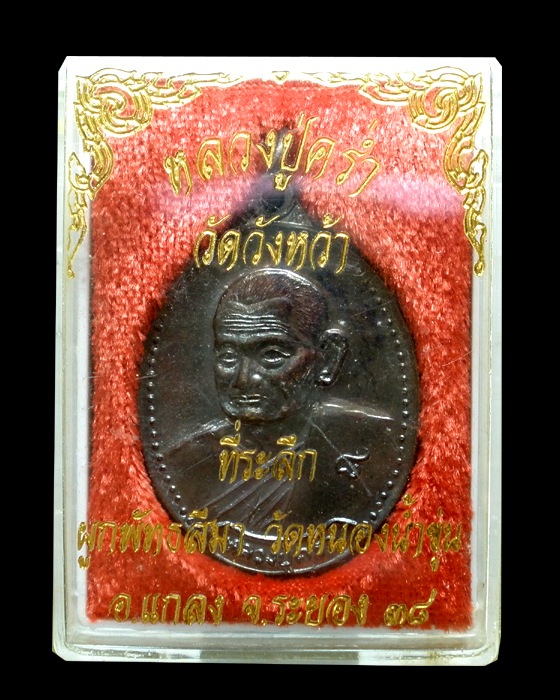 หลวงปู่คร่ำ
วัดวังหว้า
ที่ระลึก
ผูกพัทธสีมา วัดหนองน้ำขุ่น
อ.แกลง จ.ระยอง ๓๘